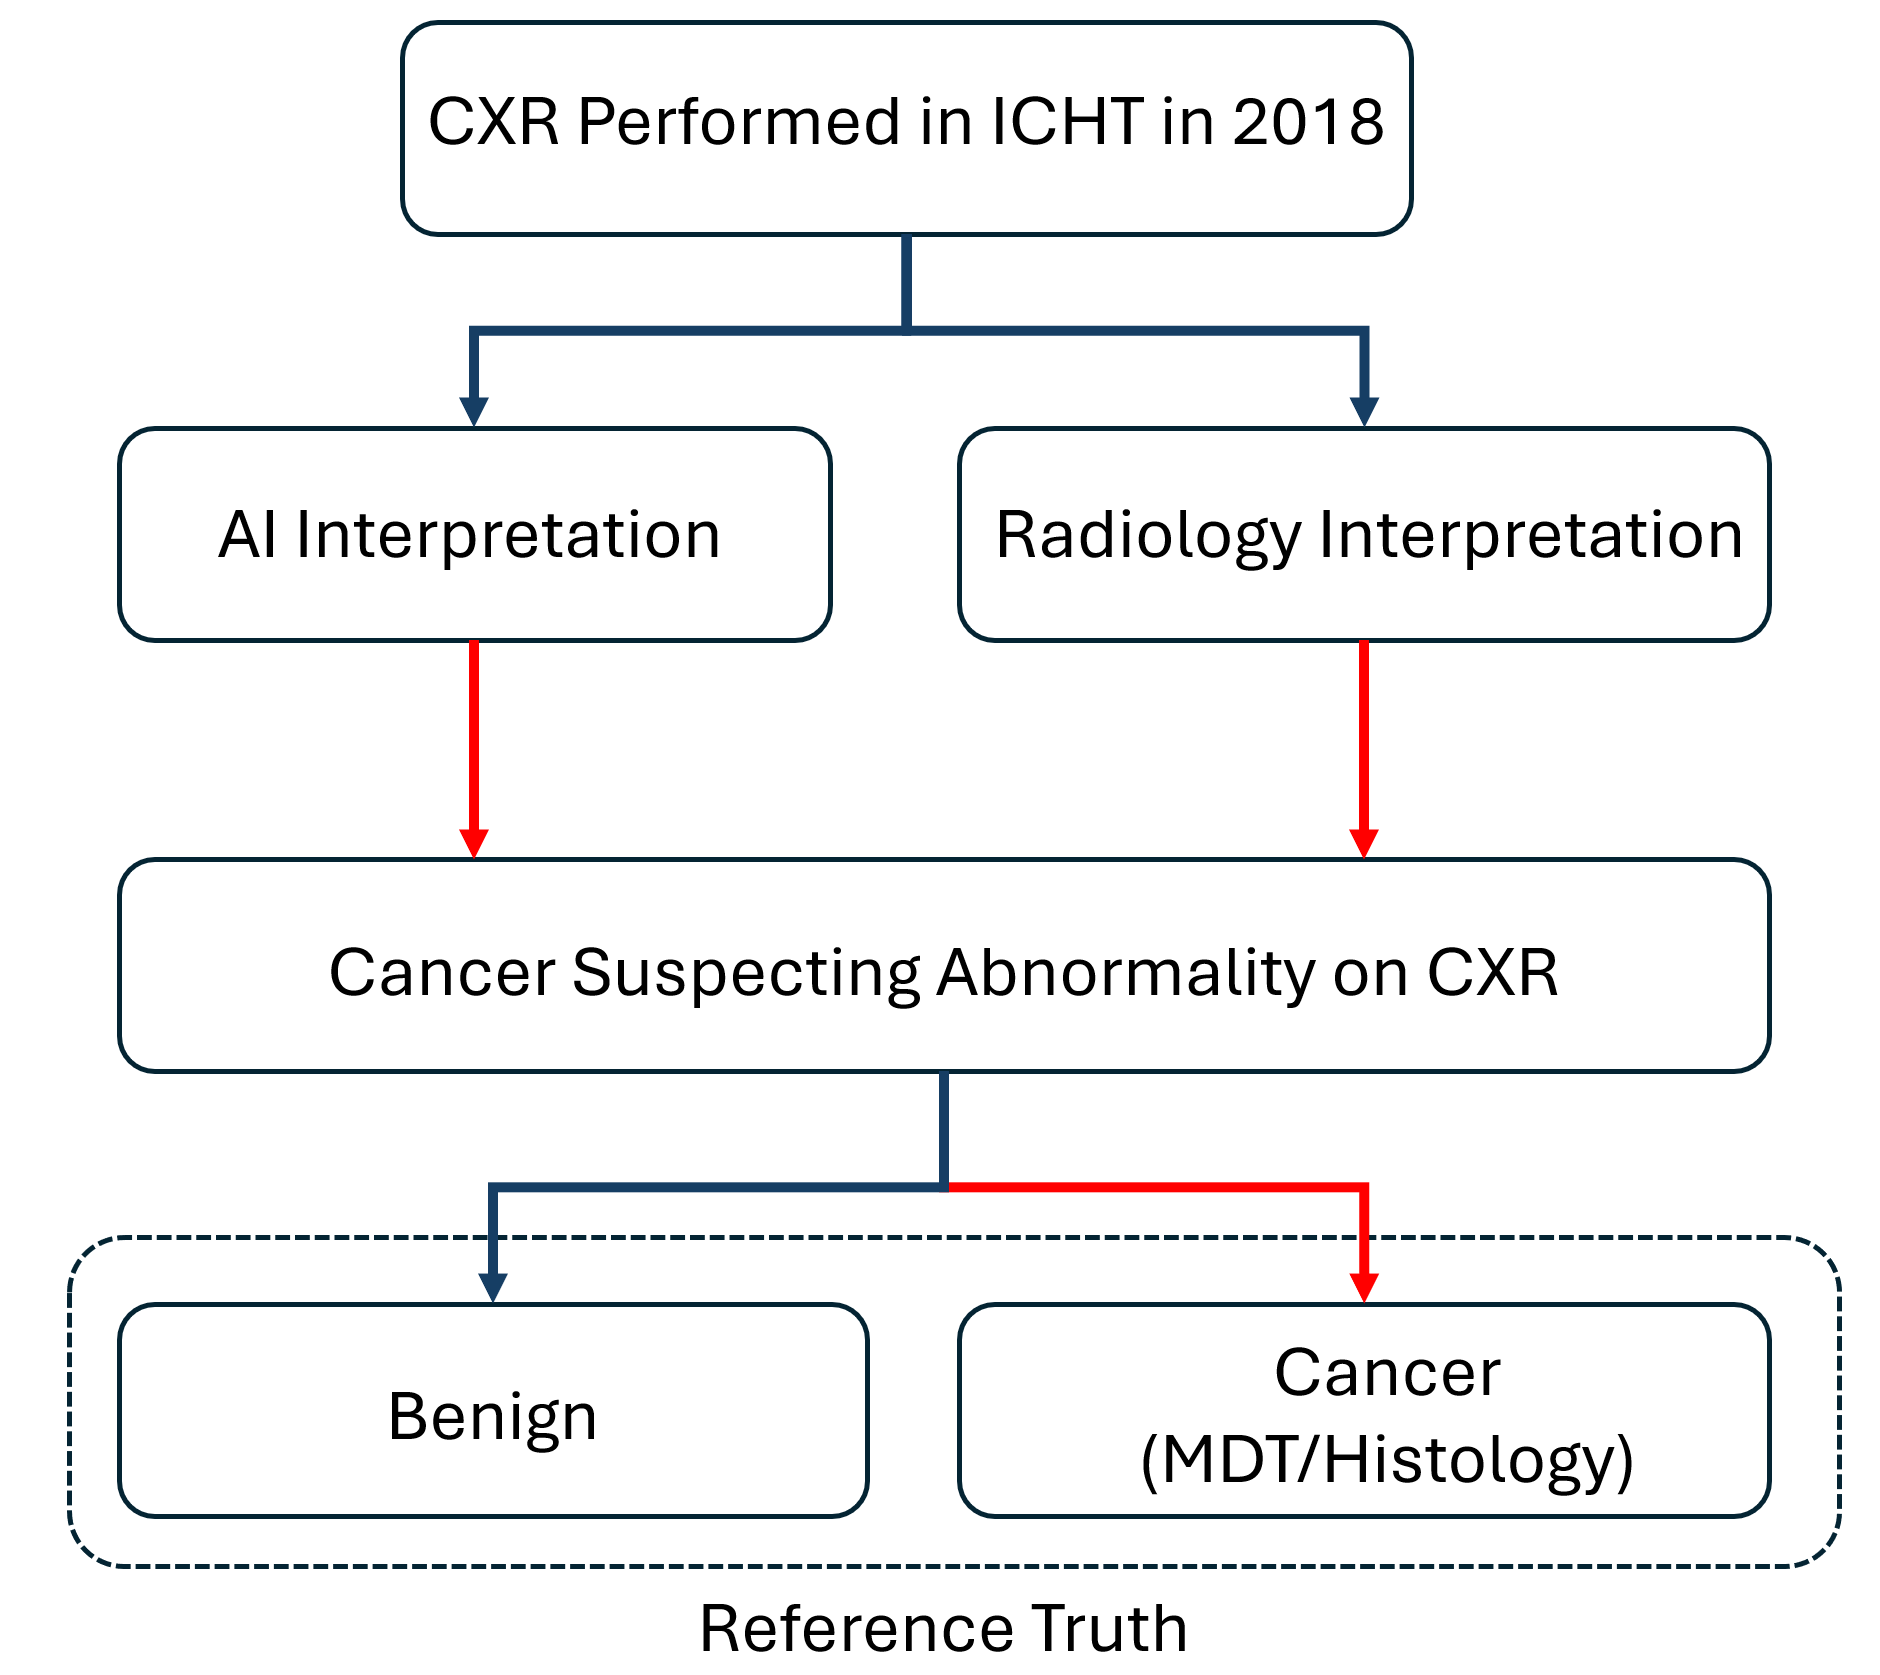 CXR Performed in ICHT in 2018
AI Interpretation
Radiology Interpretation
Cancer Suspecting Abnormality on CXR
Benign
Cancer
(MDT/Histology)
Reference Truth